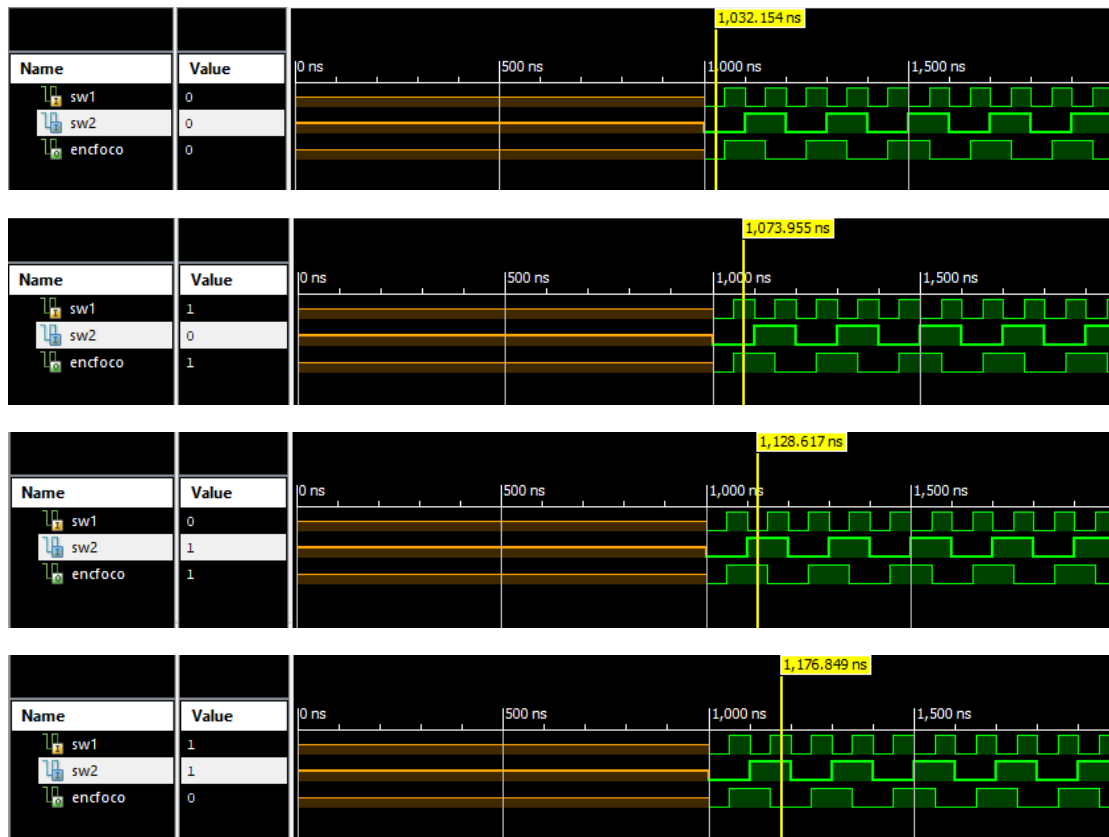 1,032.154 ns
Name Value 0 ns 500 ns 1,000 ns 1,500 ns
sw1 0
sw2 0
encfoco 0
1,073.955 ns
Name Value 0 ns 500 ns 1,000 ns 1,500 ns
sw1 1
sw2 0
encfoco 1
1,128.617 ns
Name Value 0 ns 500 ns 1,000 ns 1,500 ns
sw1 0
sw2 1
encfoco 1
1,176.849 ns
Name Value 0 ns 500 ns 1,000 ns 1,500 ns
sw1 1
sw2 1
encfoco 0